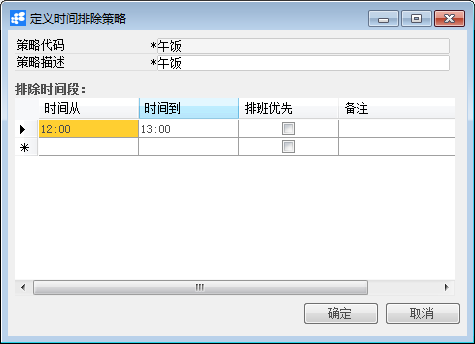 定义时间排除策略
策略代码 *午饭
策略描述 *午饭
排除时间段:
时间从 时间到 排班优先 备注
12:00 13:00
确定 取消